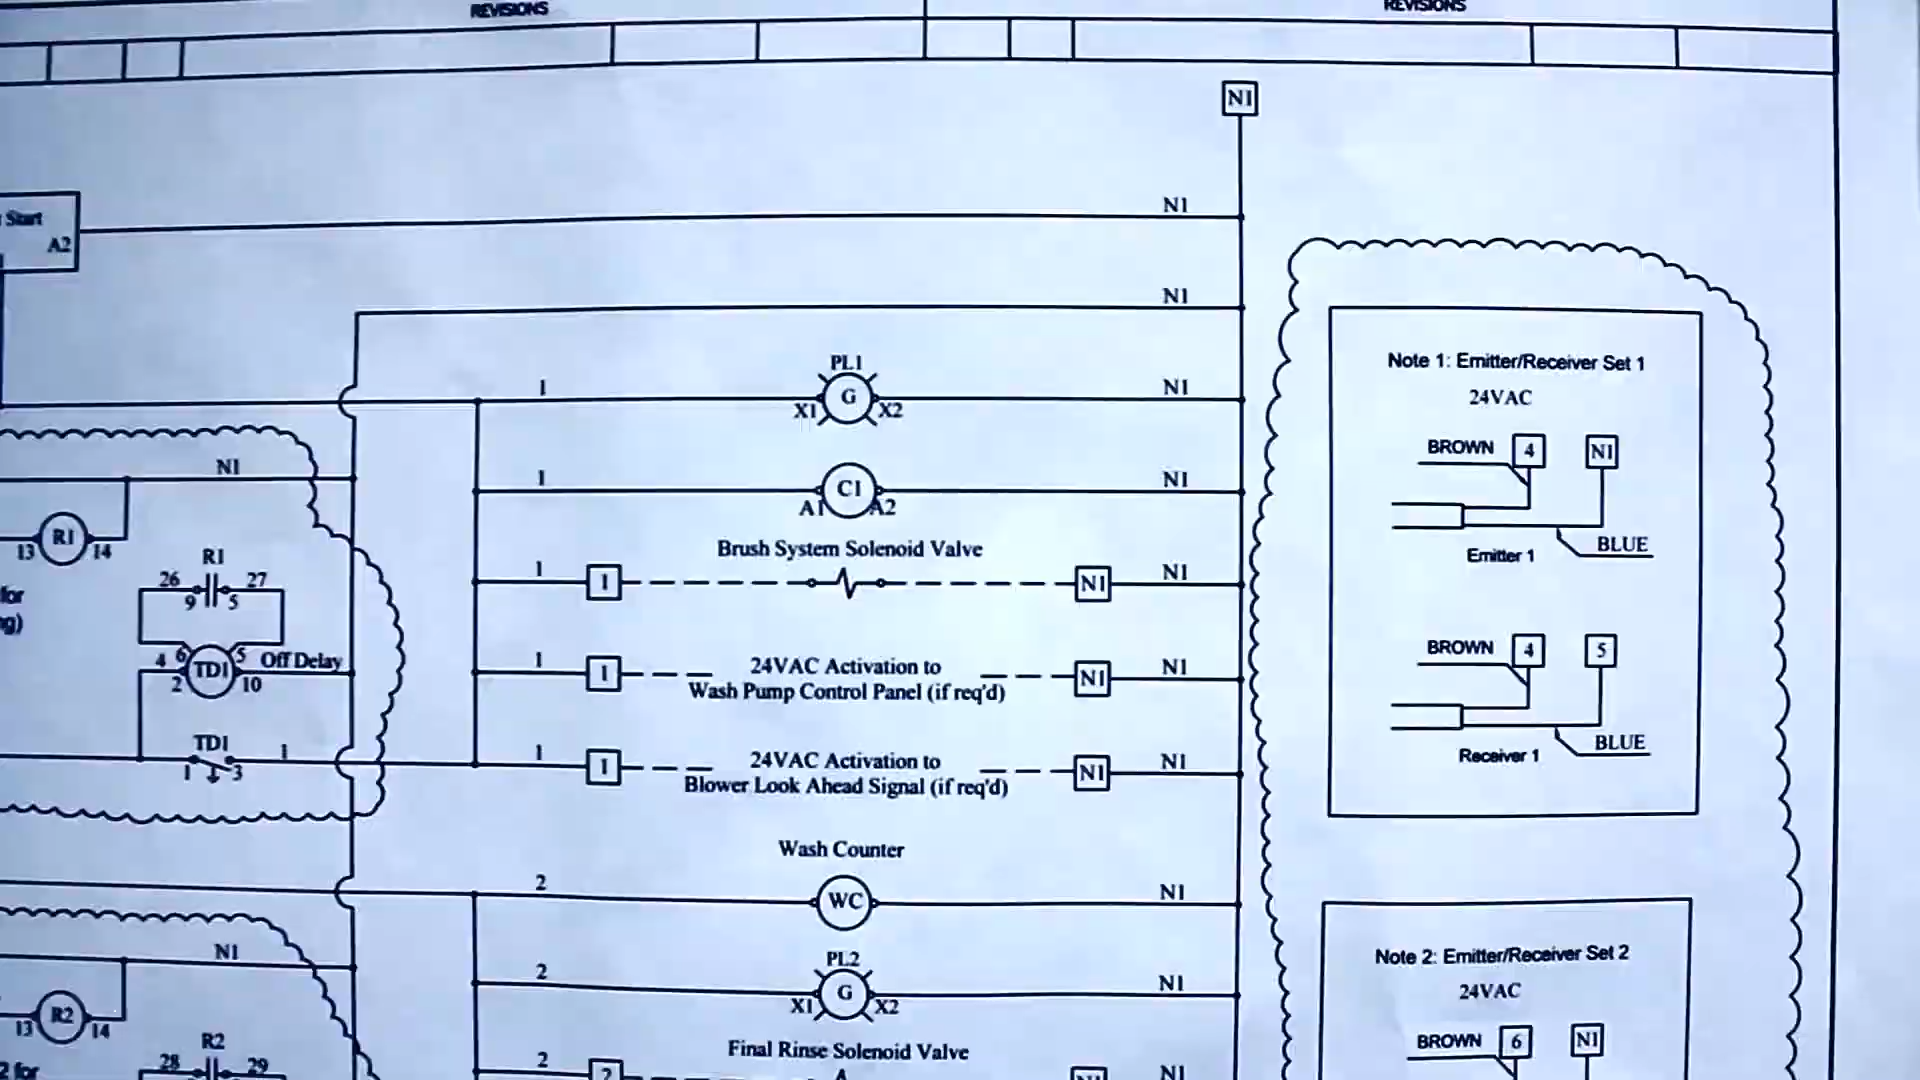 REVISIONS
REVISIONS
N1
Start
A2
N1
N1
PL1
1
G
X1
X2
N1
1
C1
A1
A2
N1
Brush System Solenoid Valve
1
1
N1
N1
1
1
24VAC Activation to
Wash Pump Control Panel (if req'd)
N1
N1
1
1
24VAC Activation to
Blower Look Ahead Signal (if req'd)
N1
N1
Wash Counter
2
WC
N1
PL2
2
G
X1
X2
N1
Final Rinse Solenoid Valve
2
2
N1
N1
N1
R1
13
14
R1
26
27
9
5
for
4
6
TD1
5
Off Delay
2
10
TD1
1
1
3
N1
R2
13
14
R2
28
29
2 for
Note 1: Emitter/Receiver Set 1
24VAC
BROWN
4
N1
BLUE
Emitter 1
BROWN
4
5
BLUE
Receiver 1
Note 2: Emitter/Receiver Set 2
24VAC
BROWN
6
N1